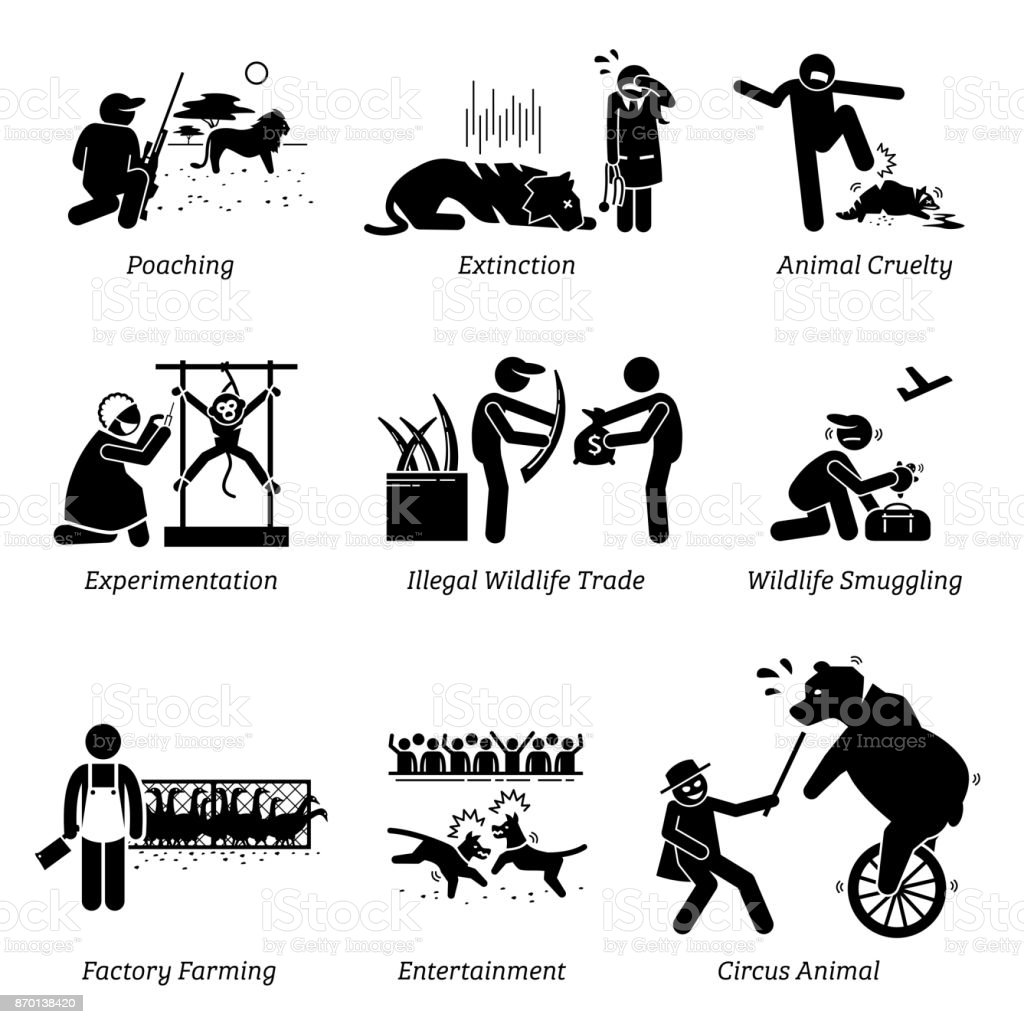 Poaching
Extinction
Animal Cruelty
$
Experimentation
Illegal Wildlife Trade
Wildlife Smuggling
Factory Farming
Entertainment
Circus Animal
iStock
by Getty Images™
870138420